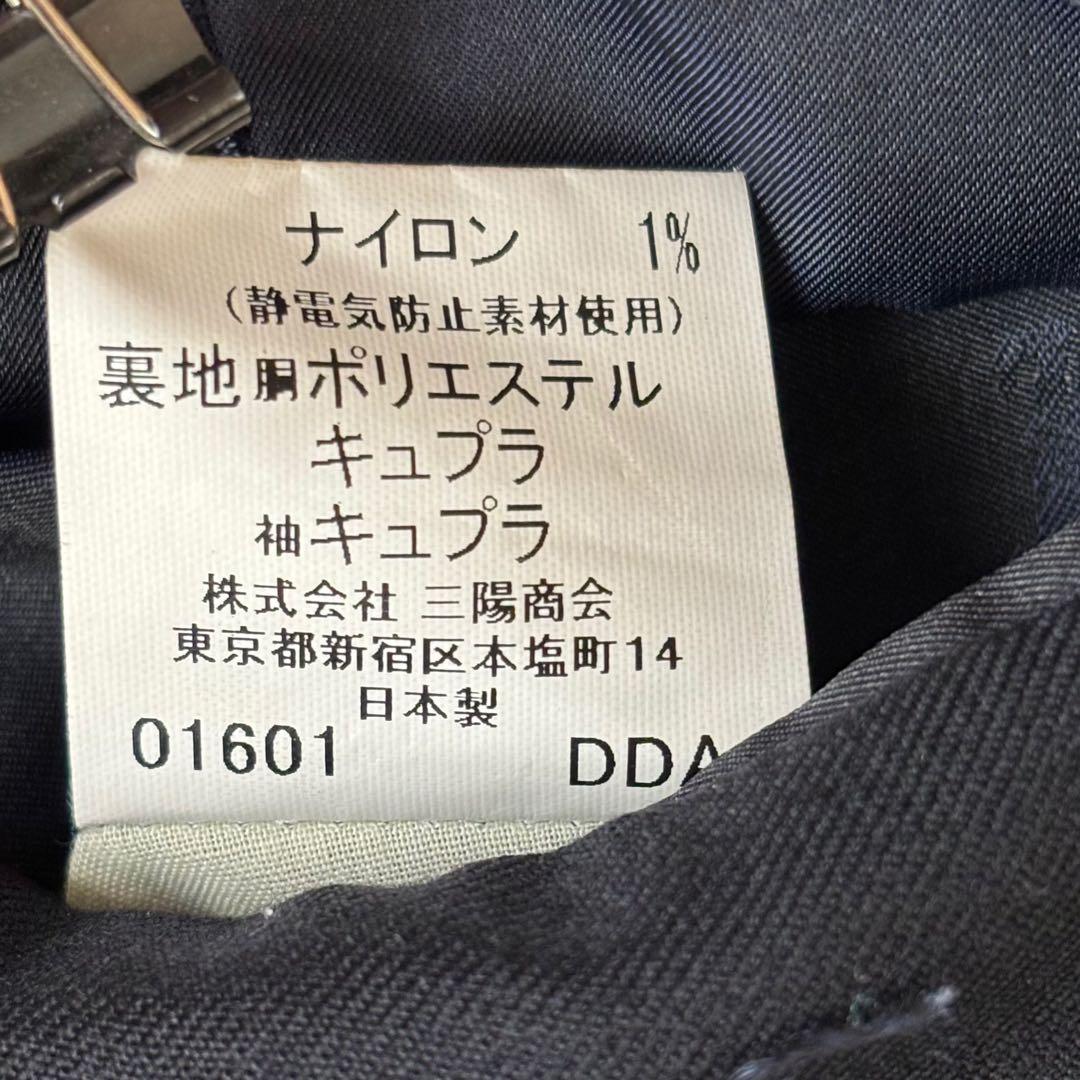 ナイロン 1%
(静電気防止素材使用)
裏地 胴ポリエステル
キュプラ
袖キュプラ
株式会社 三陽商会
東京都新宿区本塩町14
日本製
01601 DDA